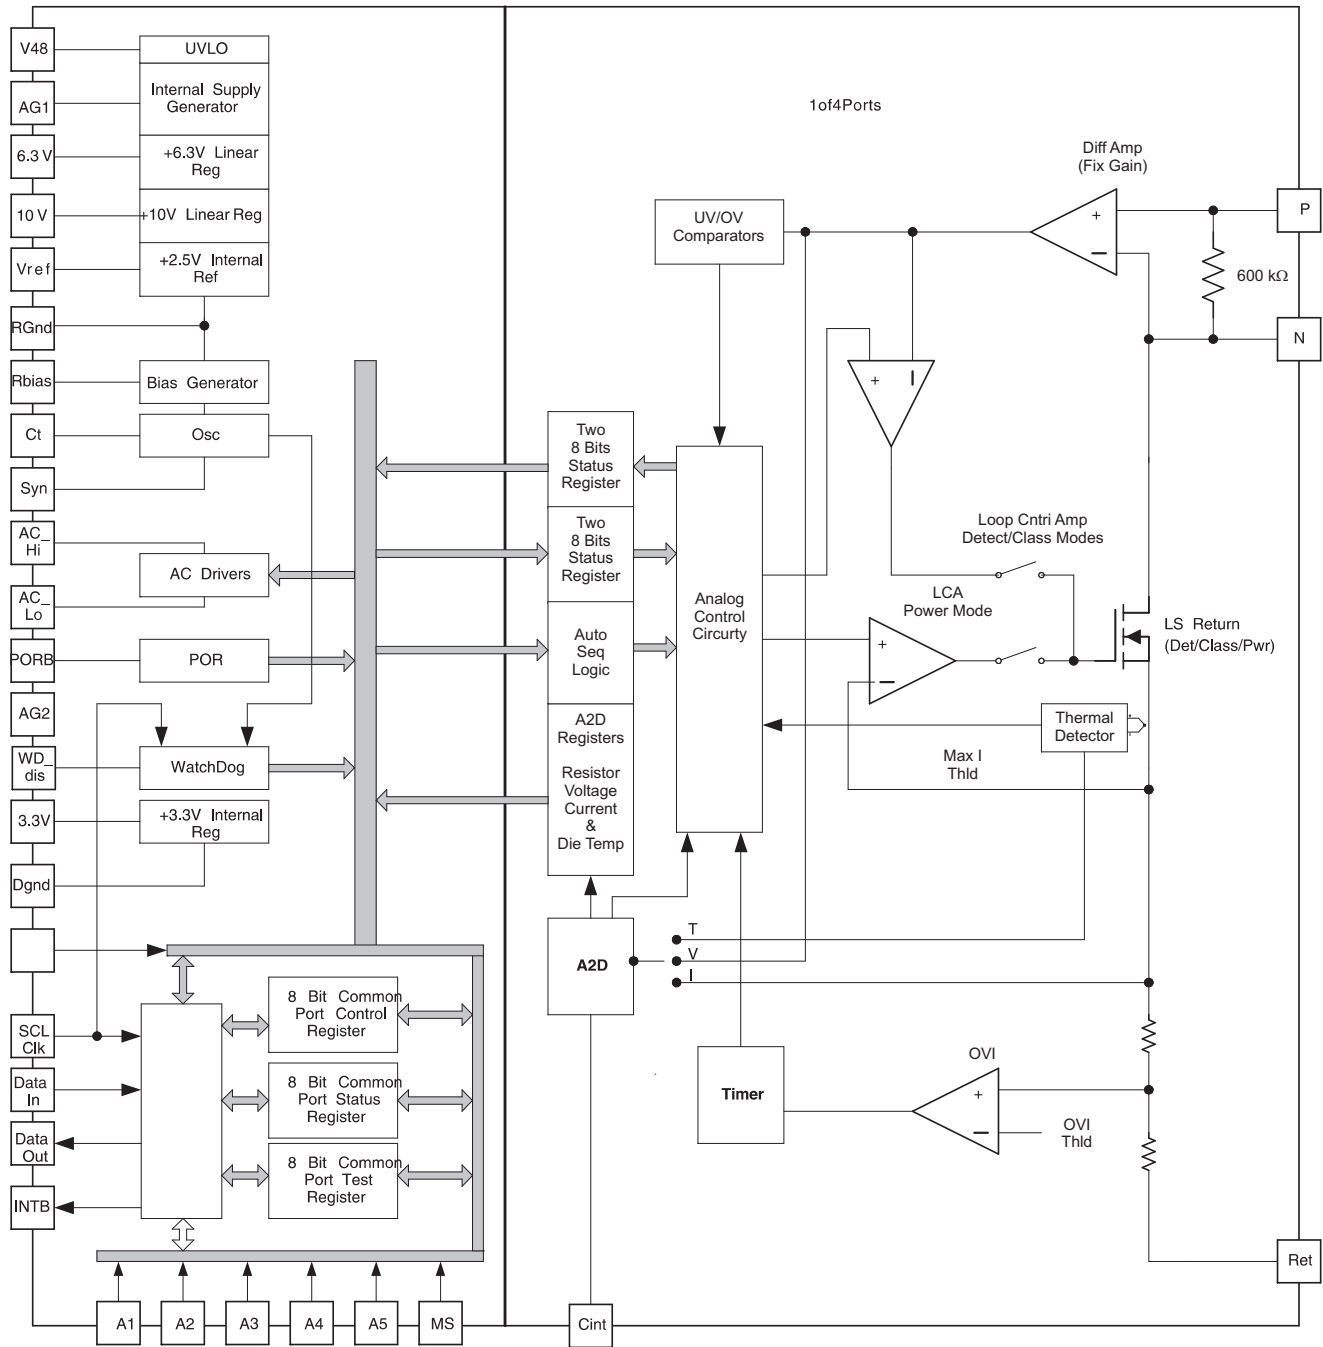 V48
AG1
6.3 V
10 V
Vref
RGnd
Rbias
Ct
Syn
AC_
Hi
AC_
Lo
PORB
AG2
WD_
dis
3.3V
Dgnd
SCL
Clk
Data
In
Data
Out
INTB
UVLO
Internal Supply
Generator
+6.3V Linear
Reg
+10V Linear Reg
+2.5V Internal
Ref
Bias Generator
Osc
AC Drivers
POR
WatchDog
+3.3V Internal
Reg
8 Bit Common
Port Control
Register
8 Bit Common
Port Status
Register
8 Bit Common
Port Test
Register
A1
A2
A3
A4
A5
MS
1of4Ports
Diff Amp
(Fix Gain)
UV/OV
Comparators
+
−
P
600 kΩ
N
+
−
Two
8 Bits
Status
Register
Two
8 Bits
Status
Register
Auto
Seq
Logic
A2D
Registers
Resistor
Voltage
Current
&
Die Temp
Analog
Control
Circurty
Loop Cntri Amp
Detect/Class Modes
LCA
Power Mode
+
−
LS Return
(Det/Class/Pwr)
Thermal
Detector
Max I
Thld
A2D
T
V
I
Timer
OVI
+
−
OVI
Thld
Ret
Cint